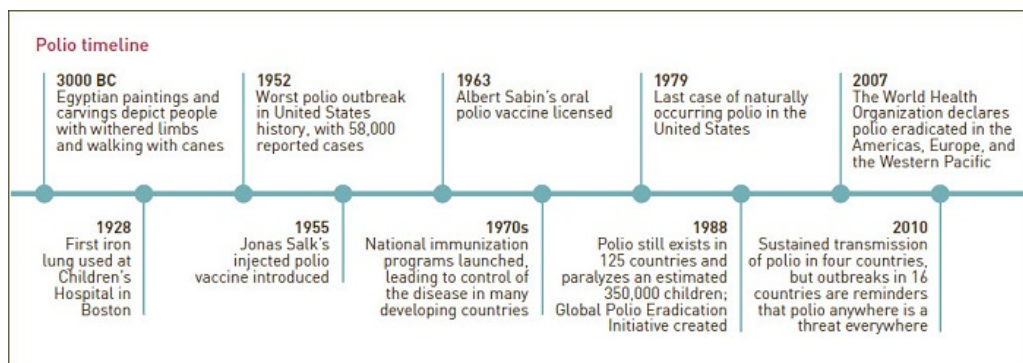 Polio timeline
3000 BC
Egyptian paintings and
carvings depict people
with withered limbs
and walking with canes
1952
Worst polio outbreak
in United States
history, with 58,000
reported cases
1963
Albert Sabin's oral
polio vaccine licensed
1979
Last case of naturally
occurring polio in the
United States
2007
The World Health
Organization declares
polio eradicated in the
Americas, Europe, and
the Western Pacific
1928
First iron
lung used at
Children's
Hospital in
Boston
1955
Jonas Salk's
injected polio
vaccine introduced
1970s
National immunization
programs launched,
leading to control of
the disease in many
developing countries
1988
Polio still exists in
125 countries and
paralyzes an estimated
350,000 children;
Global Polio Eradication
Initiative created
2010
Sustained transmission
of polio in four countries,
but outbreaks in 16
countries are reminders
that polio anywhere is a
threat everywhere